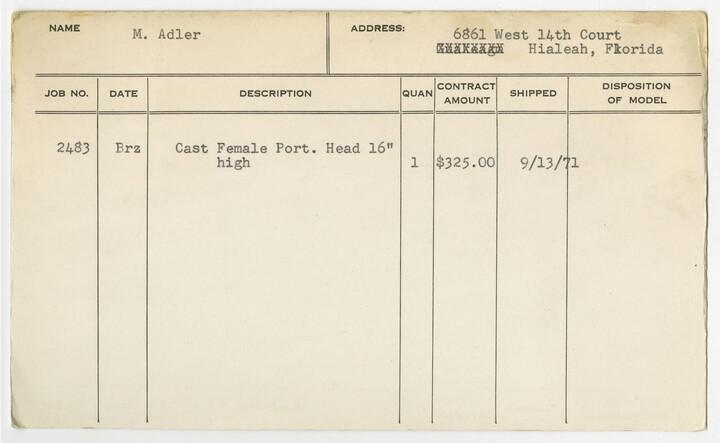 NAME M. Adler ADDRESS: 6861 West 14th Court
Hialeah, Florida
JOB NO. DATE DESCRIPTION QUAN CONTRACT AMOUNT SHIPPED DISPOSITION OF MODEL
2483 Brz Cast Female Port. Head 16"
high 1 $325.00 9/13/71